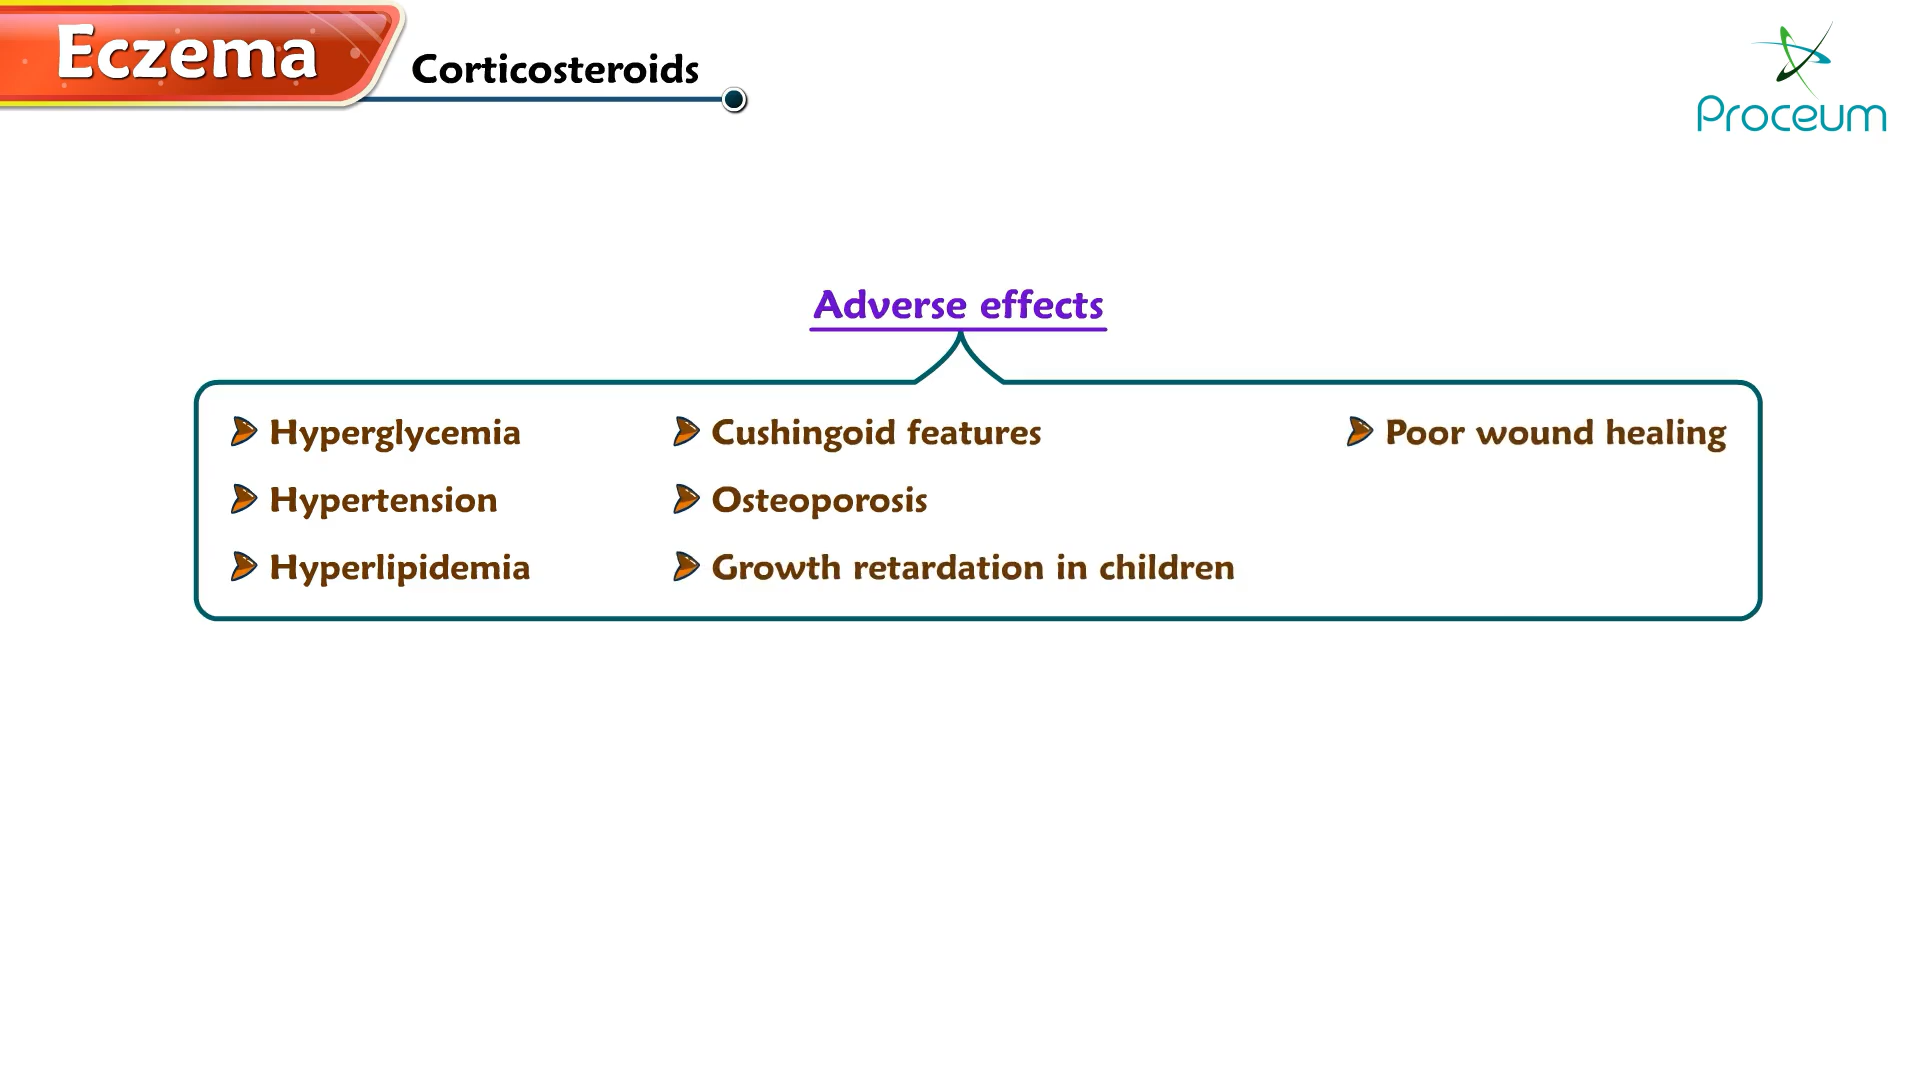 Eczema
Corticosteroids
Proceum
Adverse effects
Hyperglycemia
Hypertension
Hyperlipidemia
Cushingoid features
Osteoporosis
Growth retardation in children
Poor wound healing